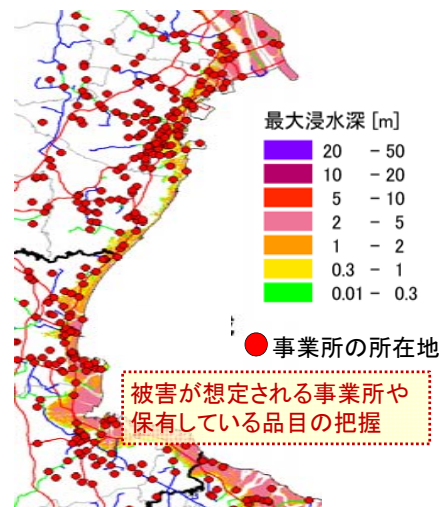 最大浸水深 [m]
20 - 50
10 - 20
5 - 10
2 - 5
1 - 2
0.3 - 1
0.01 - 0.3
事業所の所在地
被害が想定される事業所や
保有している品目の把握